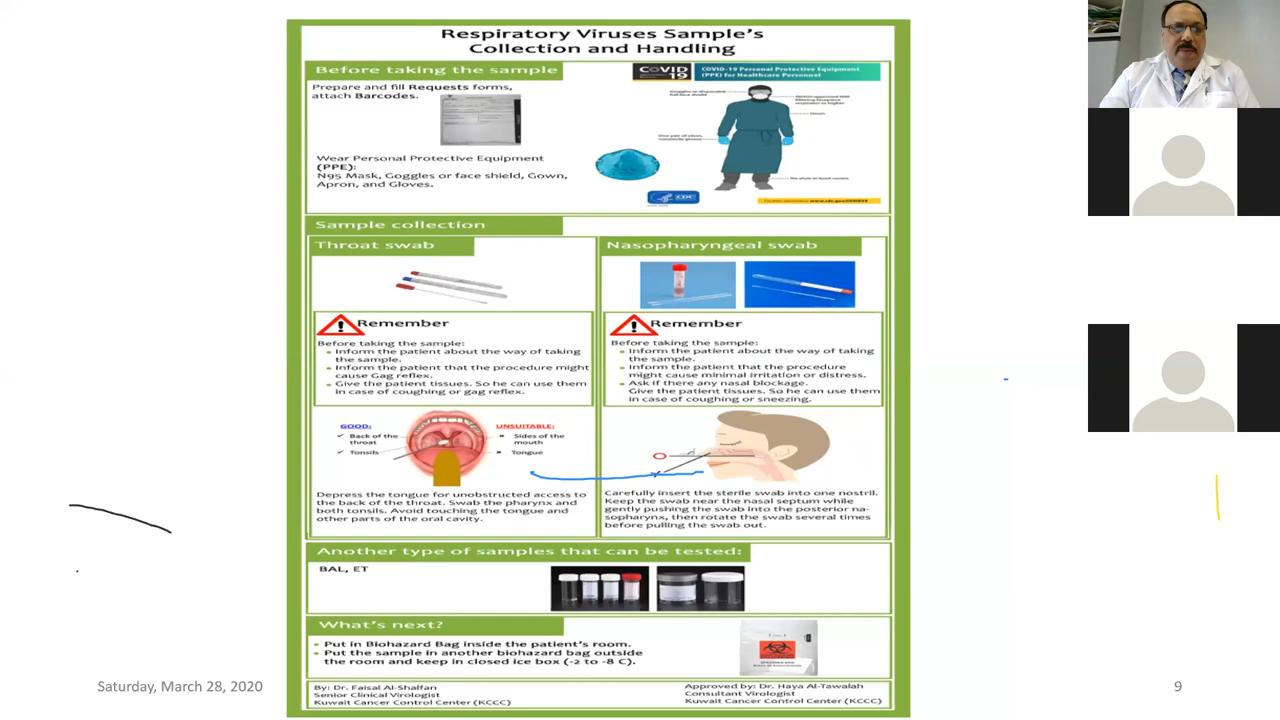 Respiratory Viruses Sample's
Collection and Handling
Before taking the sample
Prepare and fill Requests forms,
attach Barcodes.
Wear Personal Protective Equipment
(PPE):
N95 Mask, Goggles or face shield, Gown,
Apron, and Gloves.
COVID
19
COVID-19 Personal Protective Equipment
(PPE) for Healthcare Personnel
Gown
CDC
Sample collection
Throat swab
Remember
Before taking the sample:
Inform the patient about the way of taking
the sample.
Inform the patient that the procedure might
cause Gag reflex.
Give the patient tissues. So he can use them
in case of coughing or gag reflex.
GOOD:
✓ Back of the
throat
✓ Tonsils
UNSUITABLE:
× Sides of the
mouth
× Tongue
Depress the tongue for unobstructed access to
the back of the throat. Swab the pharynx and
both tonsils. Avoid touching the tongue and
other parts of the oral cavity.
Nasopharyngeal swab
Remember
Before taking the sample:
Inform the patient about the way of taking
the sample.
Inform the patient that the procedure
might cause minimal irritation or distress.
Ask if there any nasal blockage.
Give the patient tissues. So he can use them
in case of coughing or sneezing.
Carefully insert the sterile swab into one nostril.
Keep the swab near the nasal septum while
gently pushing the swab into the posterior na-
sopharynx, then rotate the swab several times
before pulling the swab out.
Another type of samples that can be tested:
BAL, ET
What's next?
Put in Biohazard Bag inside the patient's room.
Put the sample in another biohazard bag outside
the room and keep in closed ice box (-2 to -8 C).
By: Dr. Faisal Al-Shalfan
Senior Clinical Virologist
Kuwait Cancer Control Center (KCCC)
Approved by: Dr. Haya Al-Tawalah
Consultant Virologist
Kuwait Cancer Control Center (KCCC)
Saturday, March 28, 2020
9